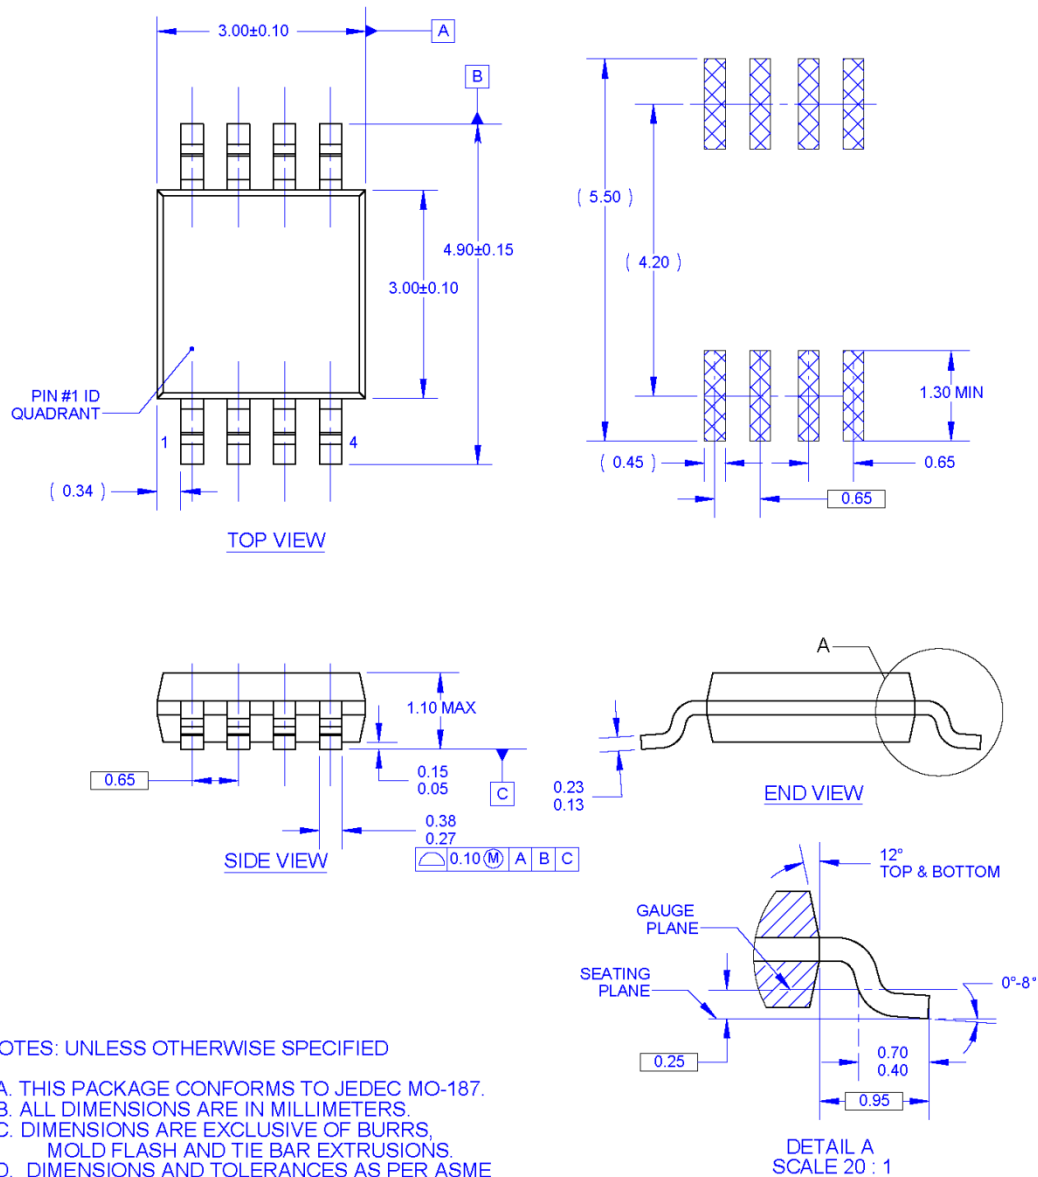 3.00±0.10
A
B
( 5.50 )
4.90±0.15
( 4.20 )
3.00±0.10
PIN #1 ID
QUADRANT
1.30 MIN
1
4
( 0.45 )
0.65
( 0.34 )
0.65
TOP VIEW
A
1.10 MAX
0.65
0.15
0.05
C
0.23
0.13
END VIEW
0.38
0.27
SIDE VIEW
0.10 Ⓜ A B C
12°
TOP & BOTTOM
GAUGE
PLANE
SEATING
PLANE
0°-8°
0.25
0.70
0.40
0.95
DETAIL A
SCALE 20 : 1
OTES: UNLESS OTHERWISE SPECIFIED
A. THIS PACKAGE CONFORMS TO JEDEC MO-187.
B. ALL DIMENSIONS ARE IN MILLIMETERS.
C. DIMENSIONS ARE EXCLUSIVE OF BURRS,
MOLD FLASH AND TIE BAR EXTRUSIONS.
D. DIMENSIONS AND TOLERANCES AS PER ASME